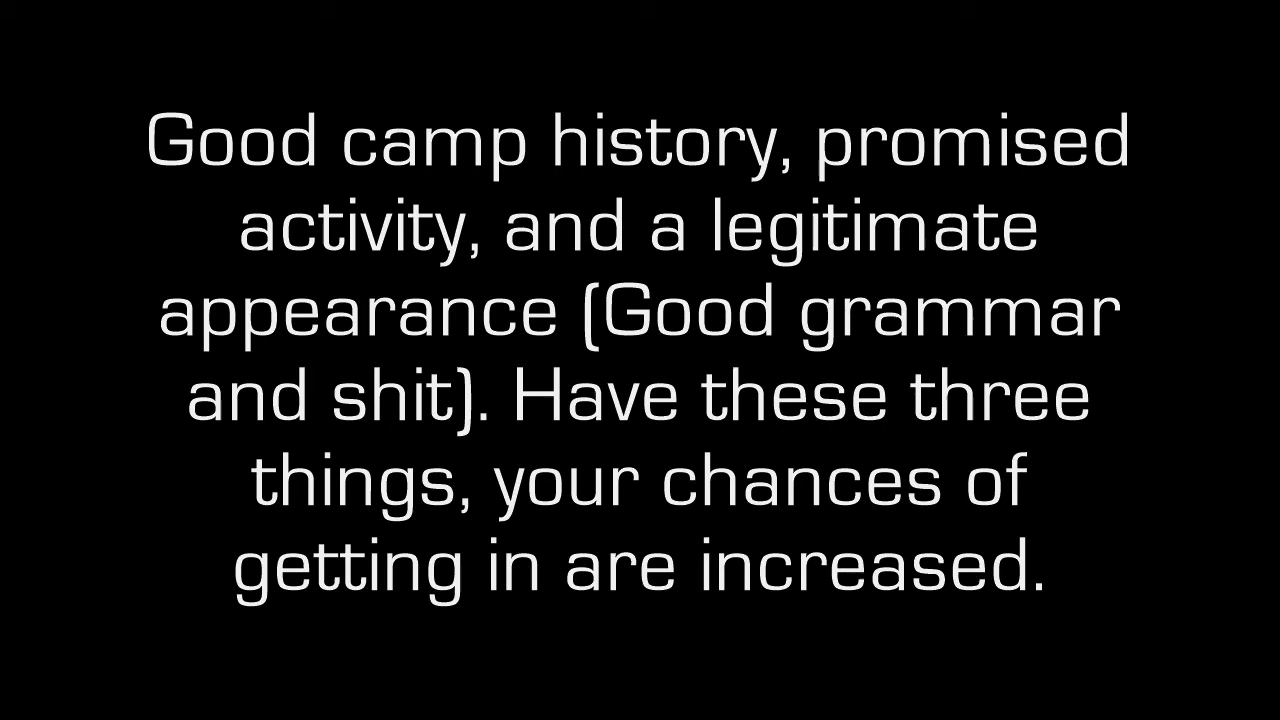 Good camp history, promised
activity, and a legitimate
appearance (Good grammar
and shit). Have these three
things, your chances of
getting in are increased.